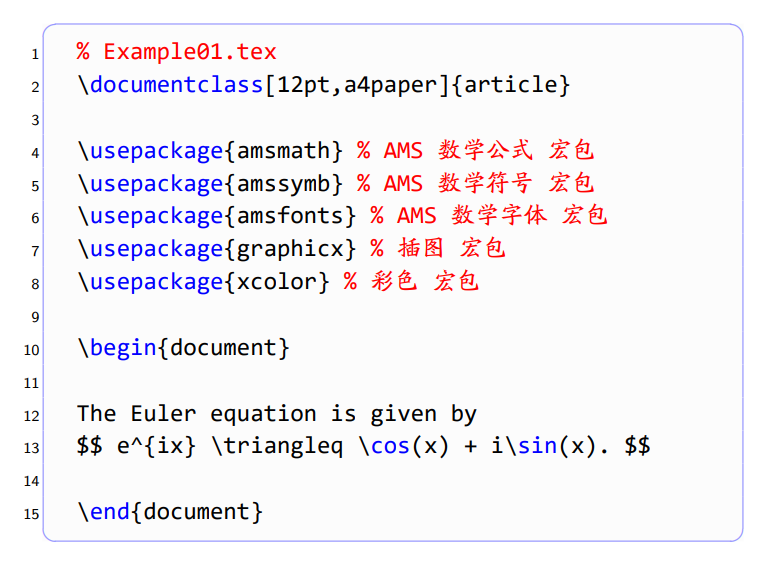 1 % Example01.tex
2 \documentclass[12pt,a4paper]{article}
3
4 \usepackage{amsmath} % AMS 数学公式 宏包
5 \usepackage{amssymb} % AMS 数学符号 宏包
6 \usepackage{amsfonts} % AMS 数学字体 宏包
7 \usepackage{graphicx} % 插图 宏包
8 \usepackage{xcolor} % 彩色 宏包
9
10 \begin{document}
11
12 The Euler equation is given by
13 $$ e^{ix} \triangleq \cos(x) + i\sin(x). $$
14
15 \end{document}